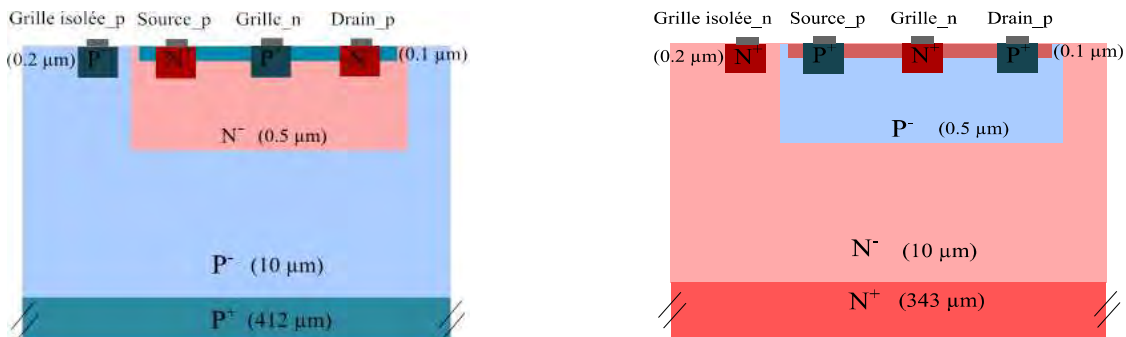 Grille isolée_p Source_p Grille_n Drain_p
(0.2 µm) P N P N (0.1 µm)
N⁻ (0.5 µm)
P⁻ (10 µm)
P⁺ (412 µm)
Grille isolée_n Source_p Grille_n Drain_p
(0.2 µm) N⁺ P⁺ N⁺ P⁺ (0.1 µm)
P⁻ (0.5 µm)
N⁻ (10 µm)
N⁺ (343 µm)